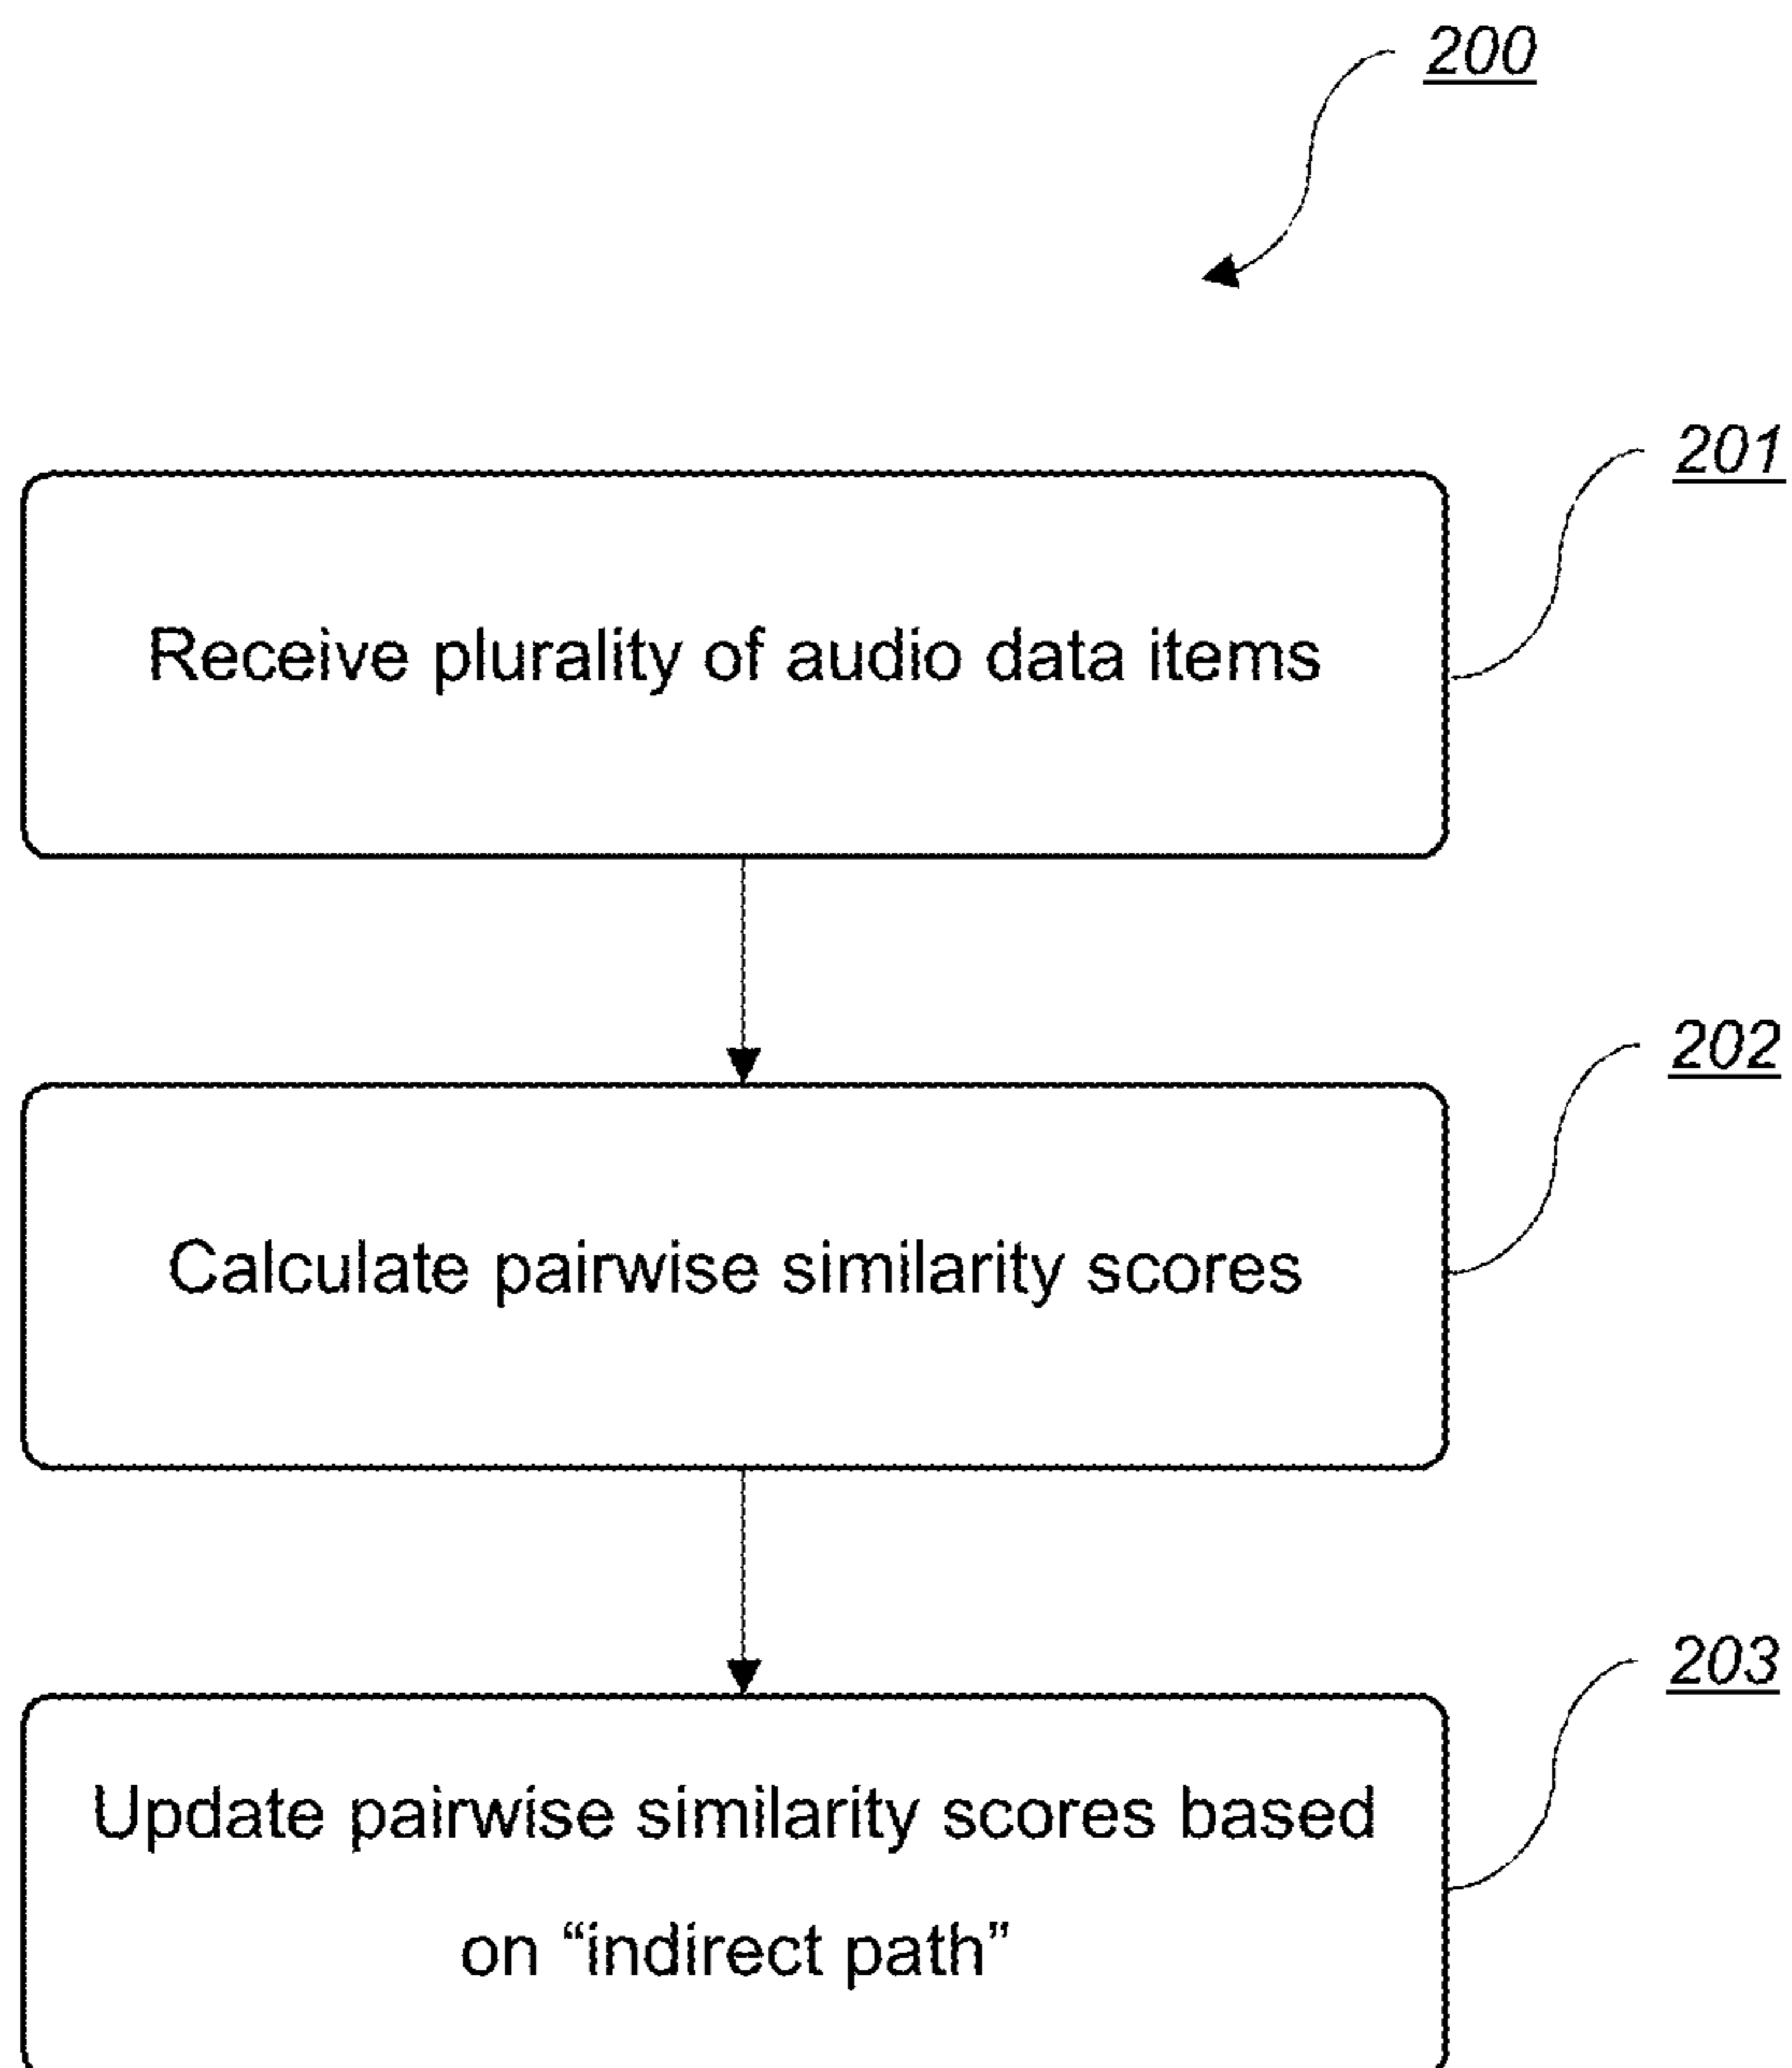 200
201
Receive plurality of audio data items
202
Calculate pairwise similarity scores
203
Update pairwise similarity scores based
on “indirect path”